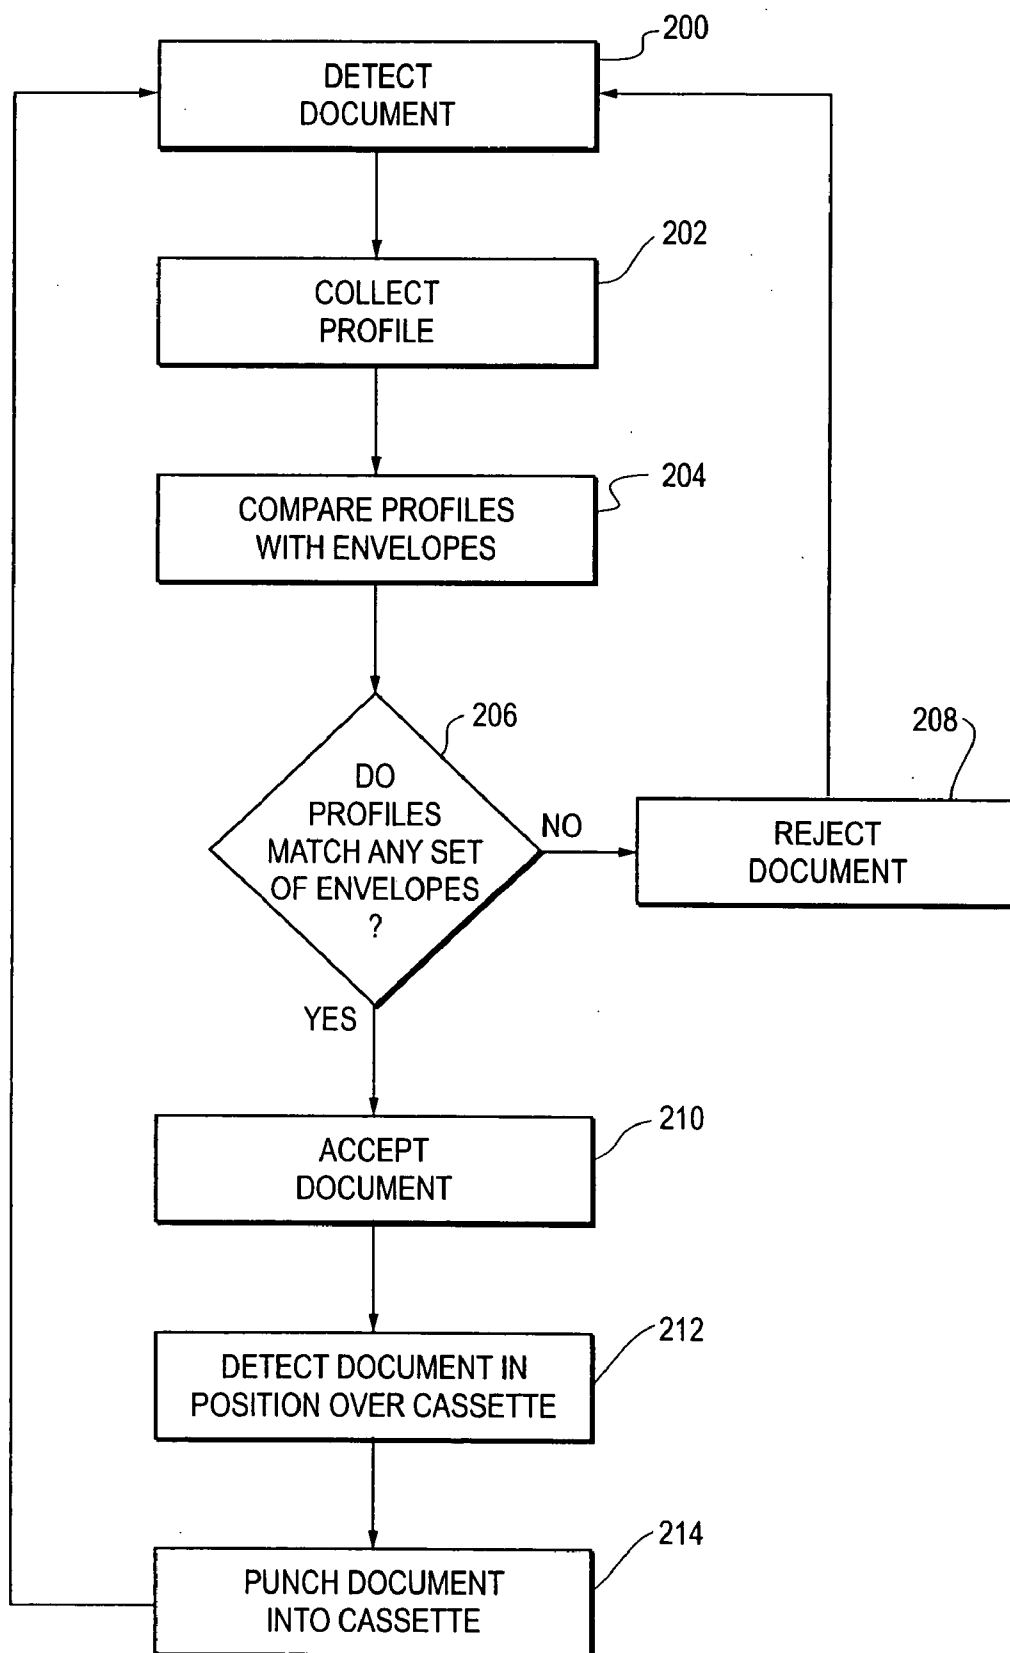 200
DETECT
DOCUMENT
202
COLLECT
PROFILE
204
COMPARE PROFILES
WITH ENVELOPES
206
DO
PROFILES
MATCH ANY SET
OF ENVELOPES
?
NO
208
REJECT
DOCUMENT
YES
210
ACCEPT
DOCUMENT
212
DETECT DOCUMENT IN
POSITION OVER CASSETTE
214
PUNCH DOCUMENT
INTO CASSETTE